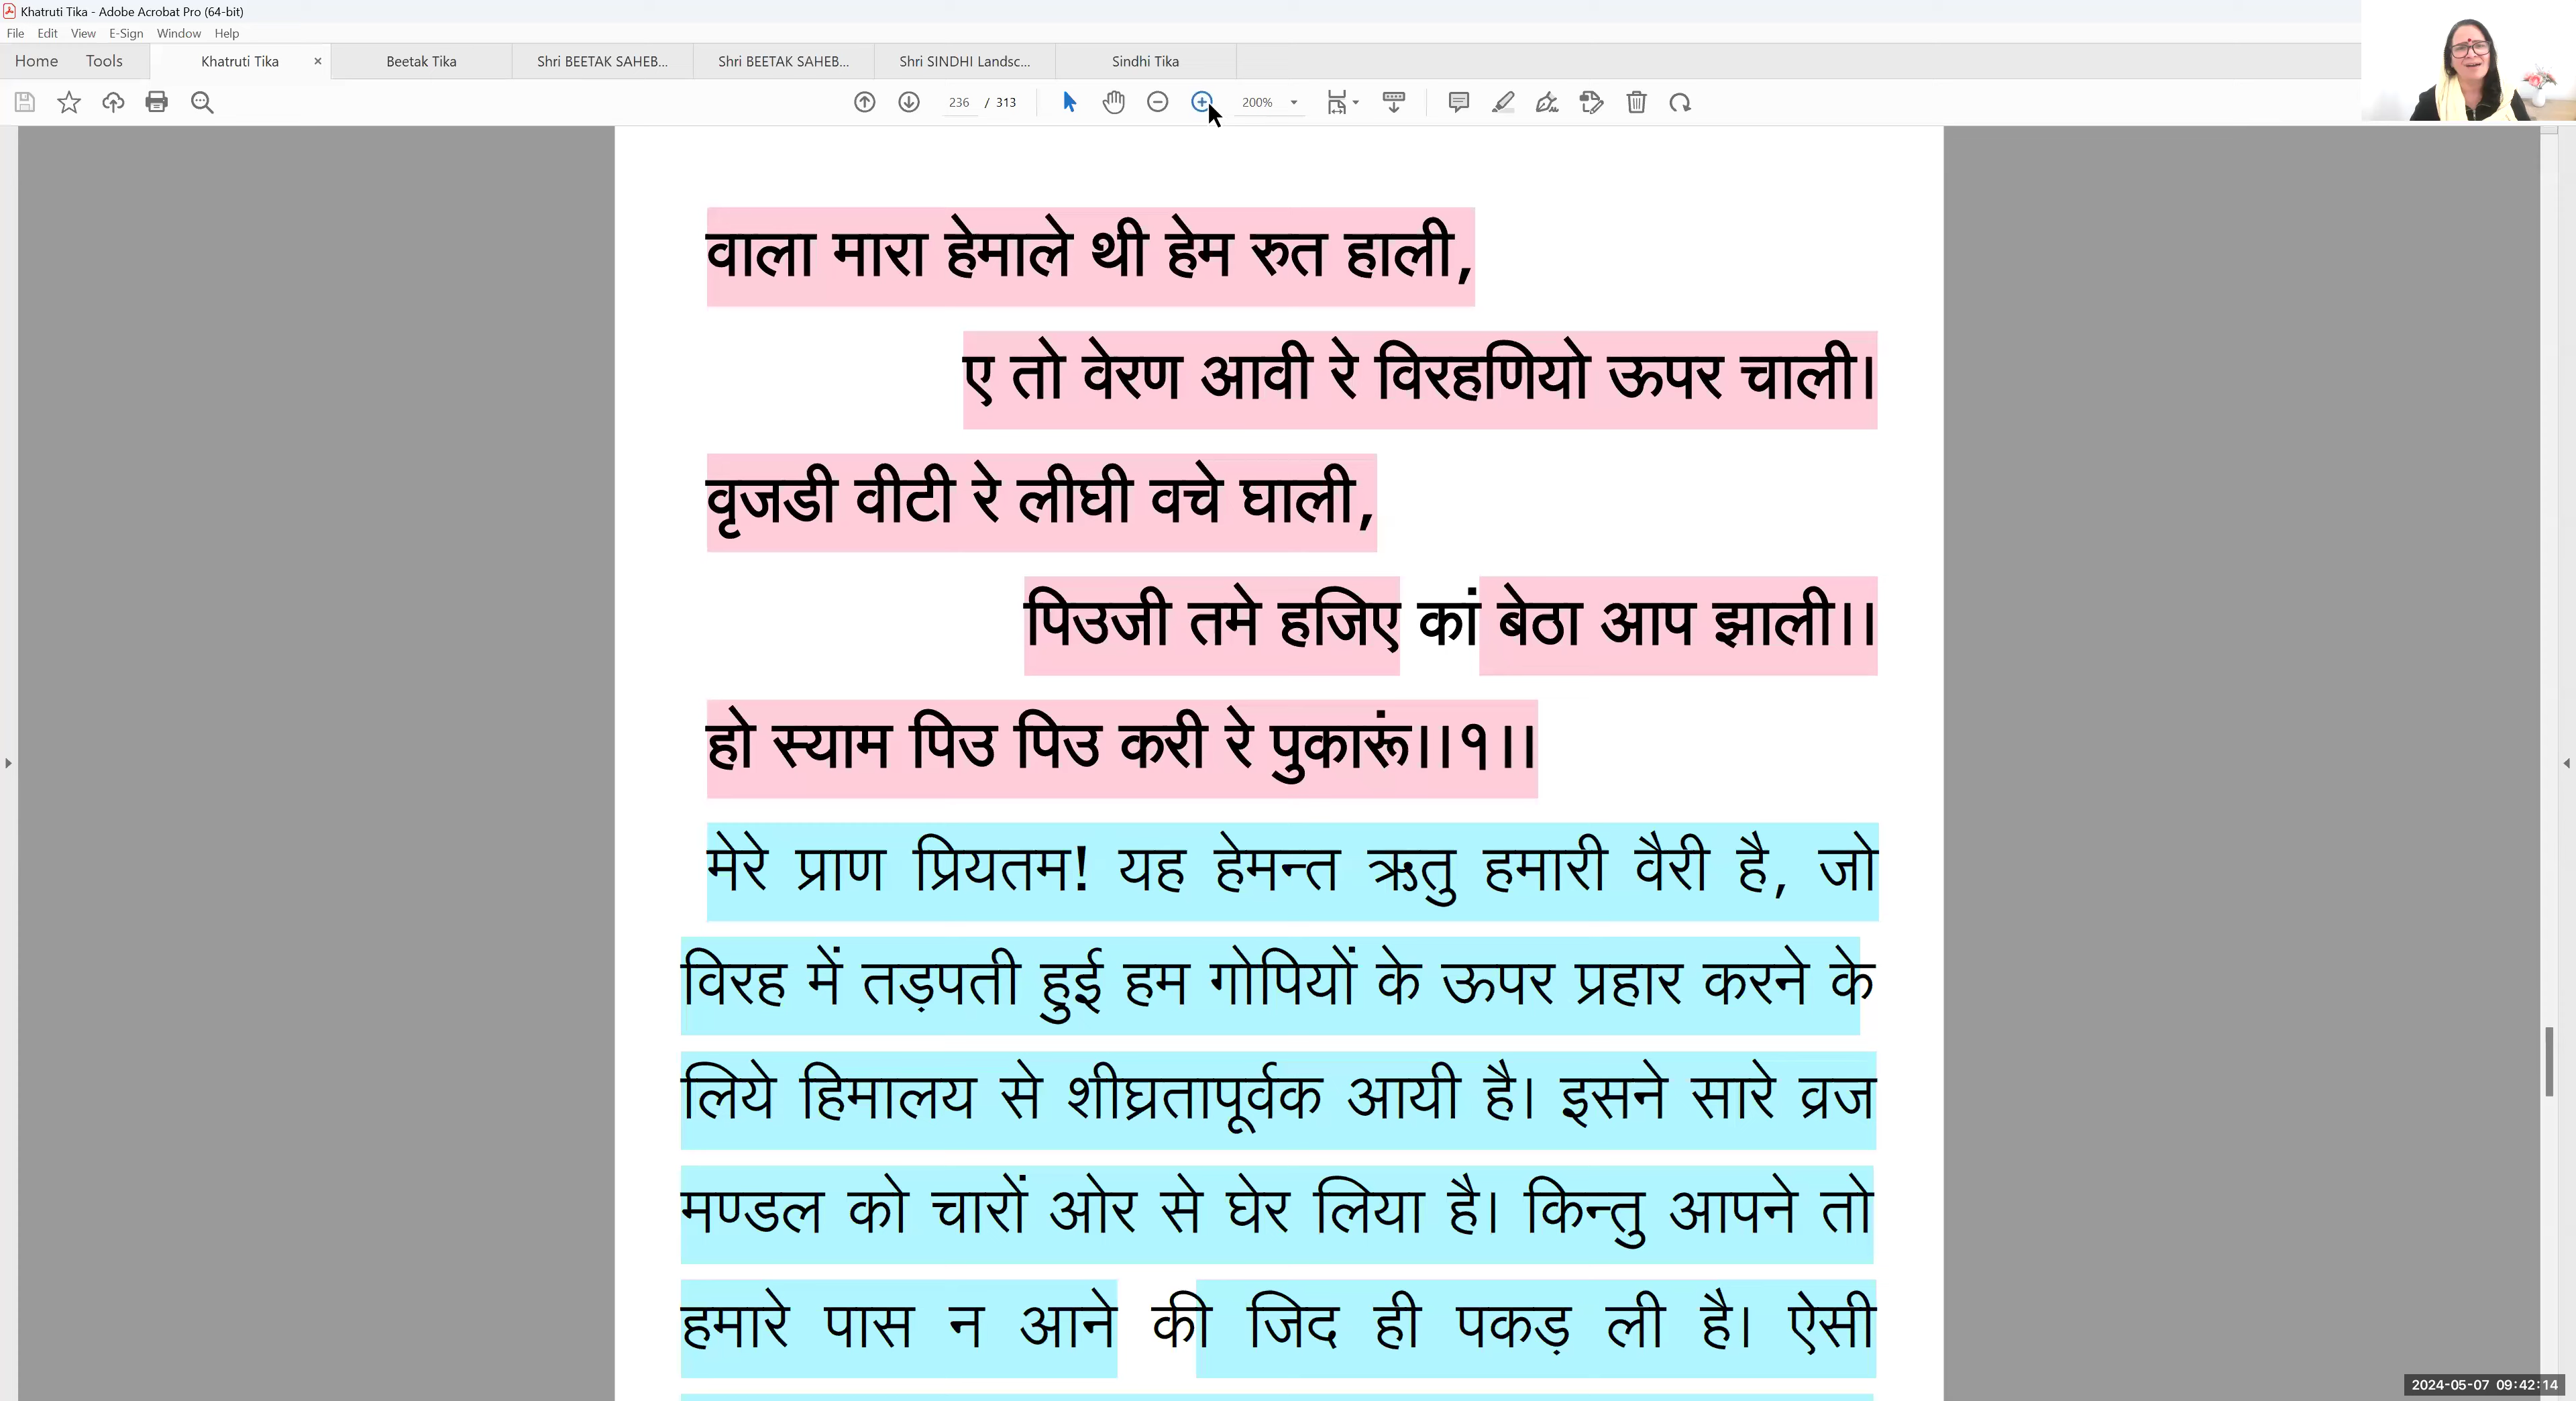 Khatruti Tika - Adobe Acrobat Pro (64-bit)
File Edit View E-Sign Window Help
Home Tools Khatruti Tika × Beetak Tika Shri BEETAK SAHEB... Shri BEETAK SAHEB... Shri SINDHI Landsc... Sindhi Tika
236 / 313 200%
वाला मारा हेमाले थी हेम रुत हाली,
ए तो वेरण आवी रे विरहणियो ऊपर चाली।
वृजडी वीटी रे लीघी वचे घाली,
पिउजी तमे हजिए कां बेठा आप झाली।।
हो स्याम पिउ पिउ करी रे पुकारूं।।१।।
मेरे प्राण प्रियतम! यह हेमन्त ऋतु हमारी वैरी है, जो
विरह में तड़पती हुई हम गोपियों के ऊपर प्रहार करने के
लिये हिमालय से शीघ्रतापूर्वक आयी है। इसने सारे व्रज
मण्डल को चारों ओर से घेर लिया है। किन्तु आपने तो
हमारे पास न आने की जिद ही पकड़ ली है। ऐसी
2024-05-07 09:42:14